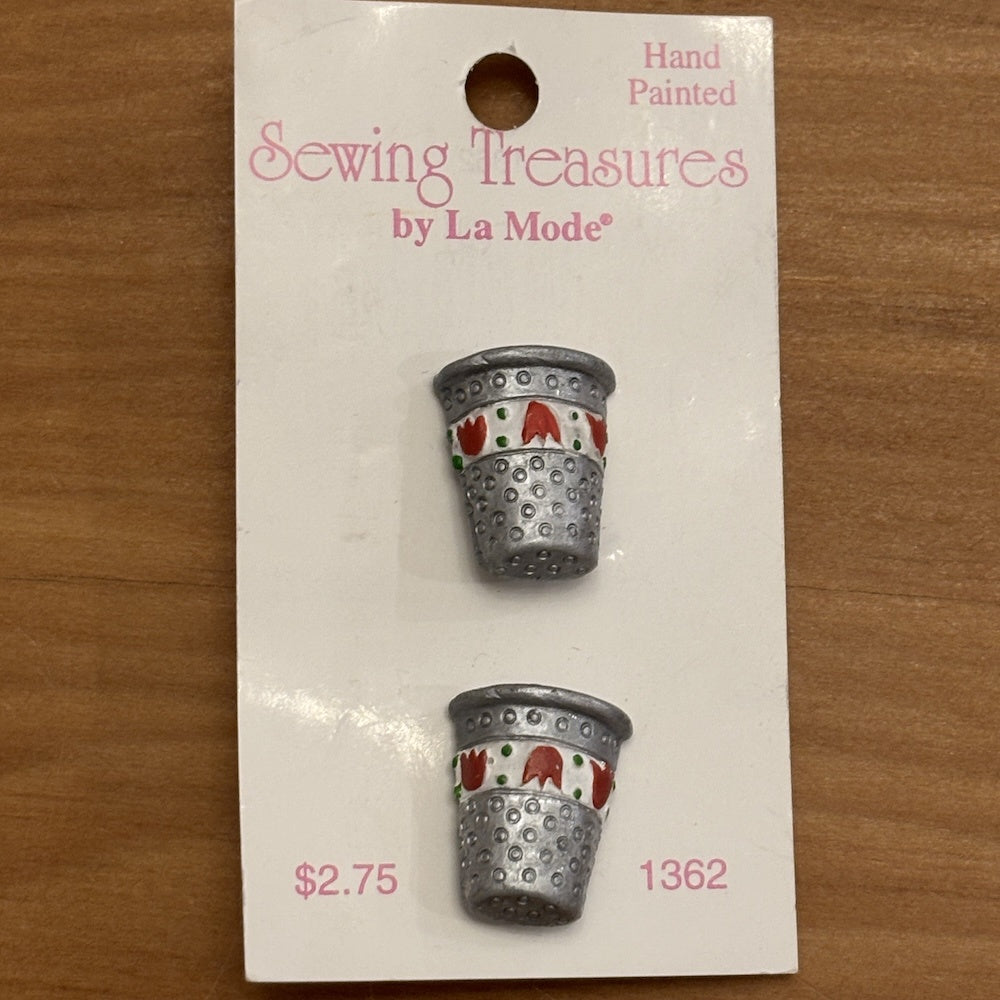 Hand
Painted
Sewing Treasures
by La Mode®
$2.75
1362